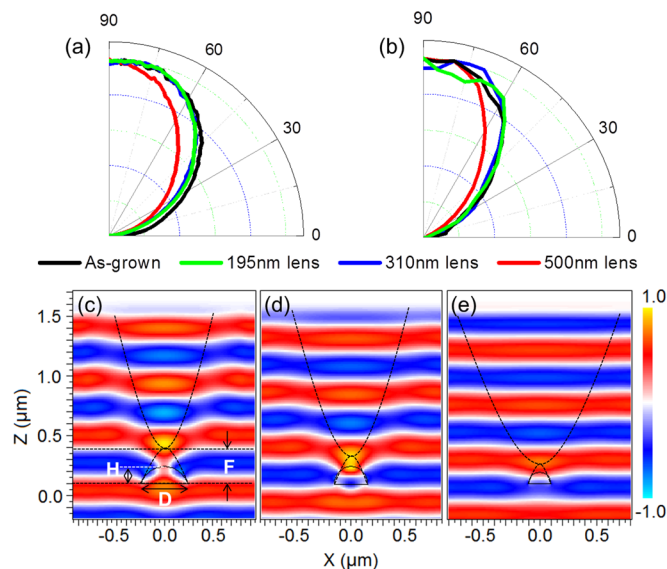 90
90
(a)
(b)
60
60
30
30
0
0
As-grown
195nm lens
310nm lens
500nm lens
(c)
(d)
(e)
1.5
1.0
0.5
0.0
Z (μm)
H
F
D
1.0
-1.0
-0.5 0.0 0.5
-0.5 0.0 0.5
-0.5 0.0 0.5
X (μm)